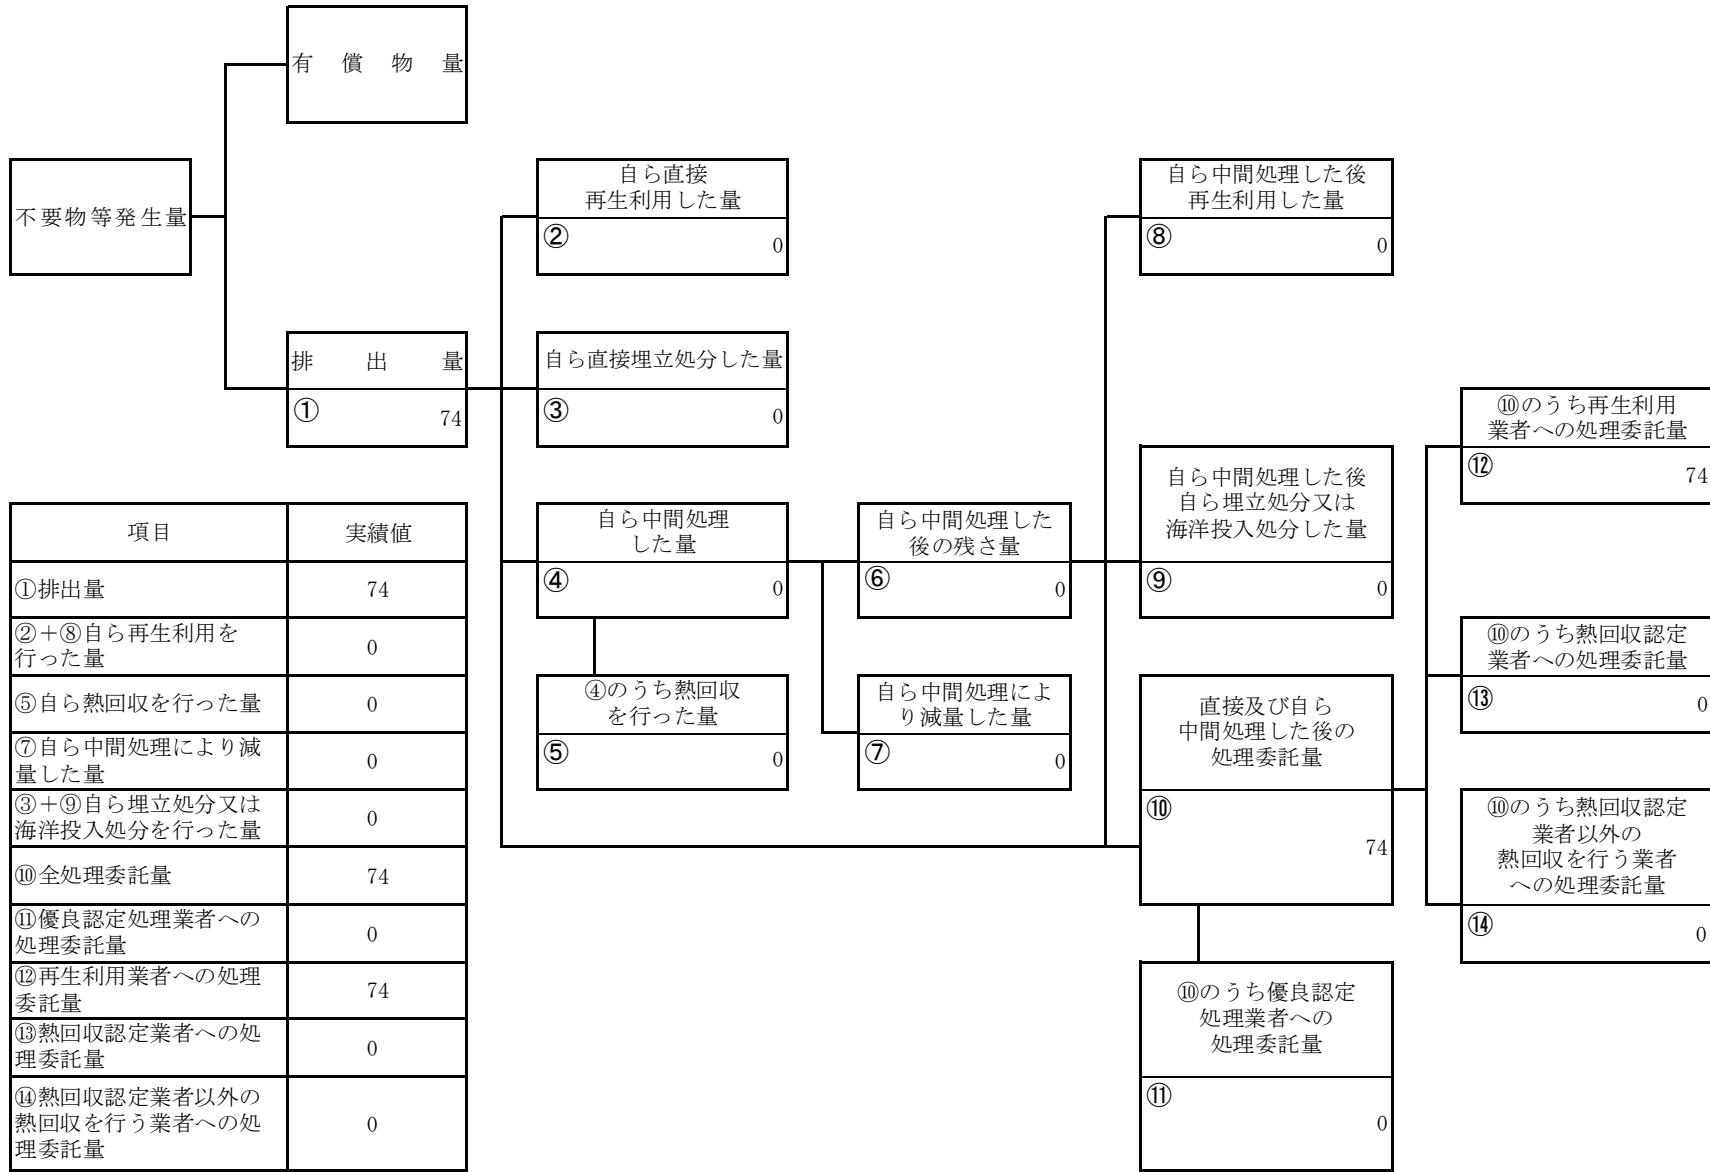 有償物量
不要物等発生量
自ら直接
再生利用した量
②
0
自ら中間処理した後
再生利用した量
⑧
0
排出量
①
74
自ら直接埋立処分した量
③
0
⑩のうち再生利用
業者への処理委託量
⑫
74
自ら中間処理
した量
④
0
自ら中間処理した
後の残さ量
⑥
0
自ら中間処理した後
自ら埋立処分又は
海洋投入処分した量
⑨
0
⑩のうち熱回収認定
業者への処理委託量
⑬
0
④のうち熱回収
を行った量
⑤
0
自ら中間処理によ
り減量した量
⑦
0
直接及び自ら
中間処理した後の
処理委託量
⑩
74
⑩のうち熱回収認定
業者以外の
熱回収を行う業者
への処理委託量
⑭
0
⑩のうち優良認定
処理業者への
処理委託量
⑪
0
項目 実績値
①排出量 74
②＋⑧自ら再生利用を
行った量
0
⑤自ら熱回収を行った量 0
⑦自ら中間処理により減
量した量
0
③＋⑨自ら埋立処分又は
海洋投入処分を行った量
0
⑩全処理委託量 74
⑪優良認定処理業者への
処理委託量
0
⑫再生利用業者への処理
委託量
74
⑬熱回収認定業者への処
理委託量
0
⑭熱回収認定業者以外の
熱回収を行う業者への処
理委託量
0